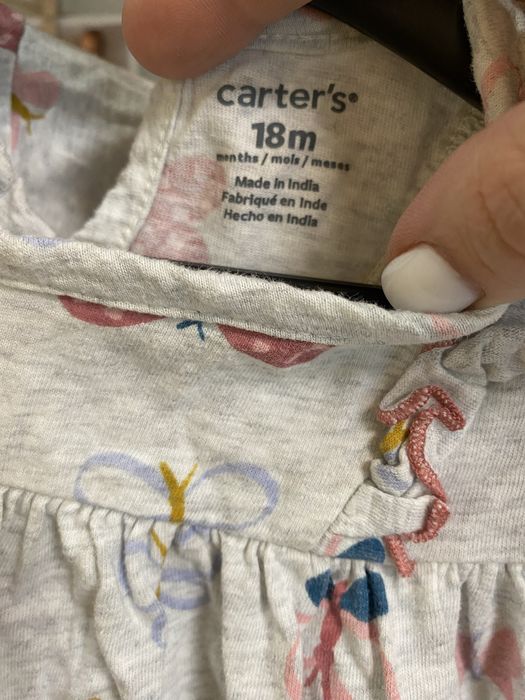 carter's®
18m
months / mois / meses
Made in India
Fabriqué en Inde
Hecho en India